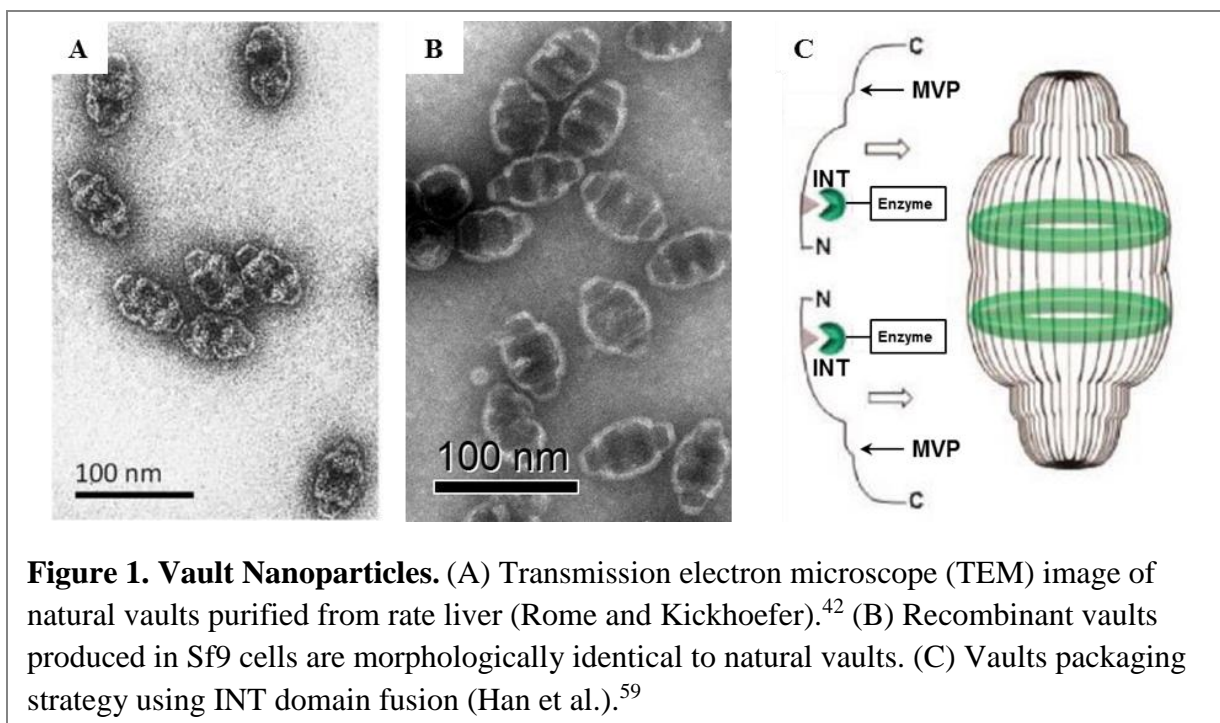 A
100 nm
B
100 nm
C
C
MVP
INT
Enzyme
N
N
Enzyme
INT
MVP
C
Figure 1. Vault Nanoparticles. (A) Transmission electron microscope (TEM) image of
natural vaults purified from rate liver (Rome and Kickhoefer).42 (B) Recombinant vaults
produced in Sf9 cells are morphologically identical to natural vaults. (C) Vaults packaging
strategy using INT domain fusion (Han et al.).59